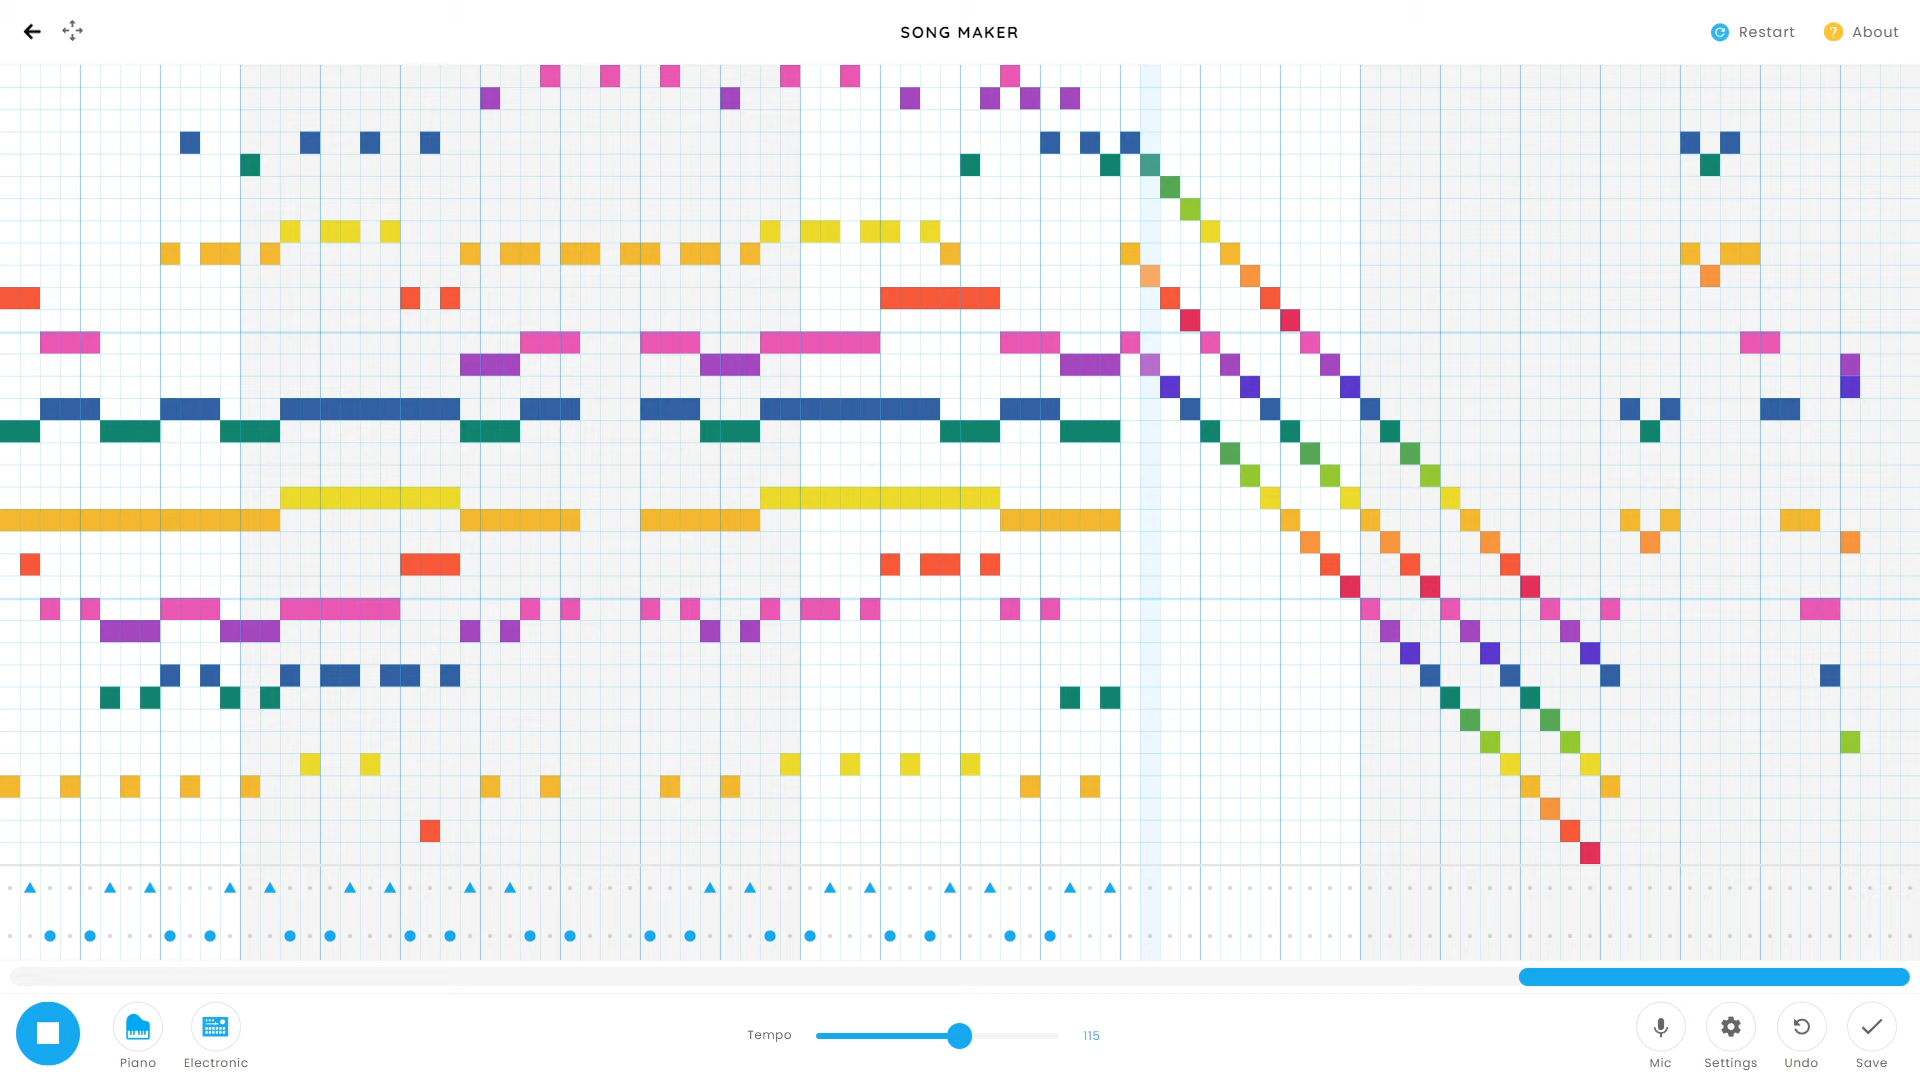 SONG MAKER
Restart
? About
Tempo
115
Piano
Electronic
Mic
Settings
Undo
Save